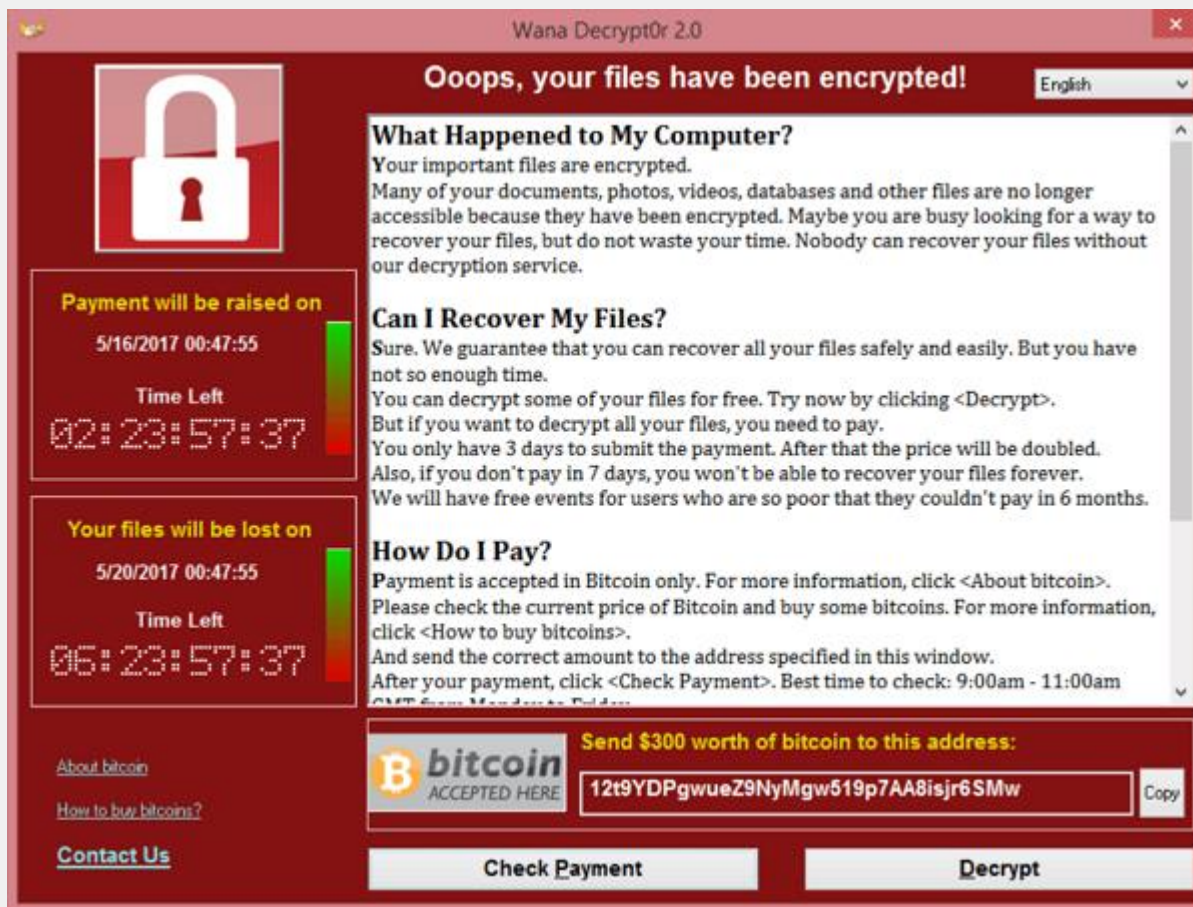 Wana Decrypt0r 2.0
Ooops, your files have been encrypted!
English
What Happened to My Computer?
Your important files are encrypted.
Many of your documents, photos, videos, databases and other files are no longer
accessible because they have been encrypted. Maybe you are busy looking for a way to
recover your files, but do not waste your time. Nobody can recover your files without
our decryption service.
Can I Recover My Files?
Sure. We guarantee that you can recover all your files safely and easily. But you have
not so enough time.
You can decrypt some of your files for free. Try now by clicking <Decrypt>.
But if you want to decrypt all your files, you need to pay.
You only have 3 days to submit the payment. After that the price will be doubled.
Also, if you don't pay in 7 days, you won't be able to recover your files forever.
We will have free events for users who are so poor that they couldn't pay in 6 months.
How Do I Pay?
Payment is accepted in Bitcoin only. For more information, click <About bitcoin>.
Please check the current price of Bitcoin and buy some bitcoins. For more information,
click <How to buy bitcoins>.
And send the correct amount to the address specified in this window.
After your payment, click <Check Payment>. Best time to check: 9:00am - 11:00am
GMT from Monday to Friday.
Payment will be raised on
5/16/2017 00:47:55
Time Left
02:23:57:37
Your files will be lost on
5/20/2017 00:47:55
Time Left
06:23:57:37
About bitcoin
How to buy bitcoins?
Contact Us
bitcoin
ACCEPTED HERE
Send $300 worth of bitcoin to this address:
12t9YDPgwueZ9NyMgw519p7AA8isjr6SMw
Copy
Check Payment
Decrypt